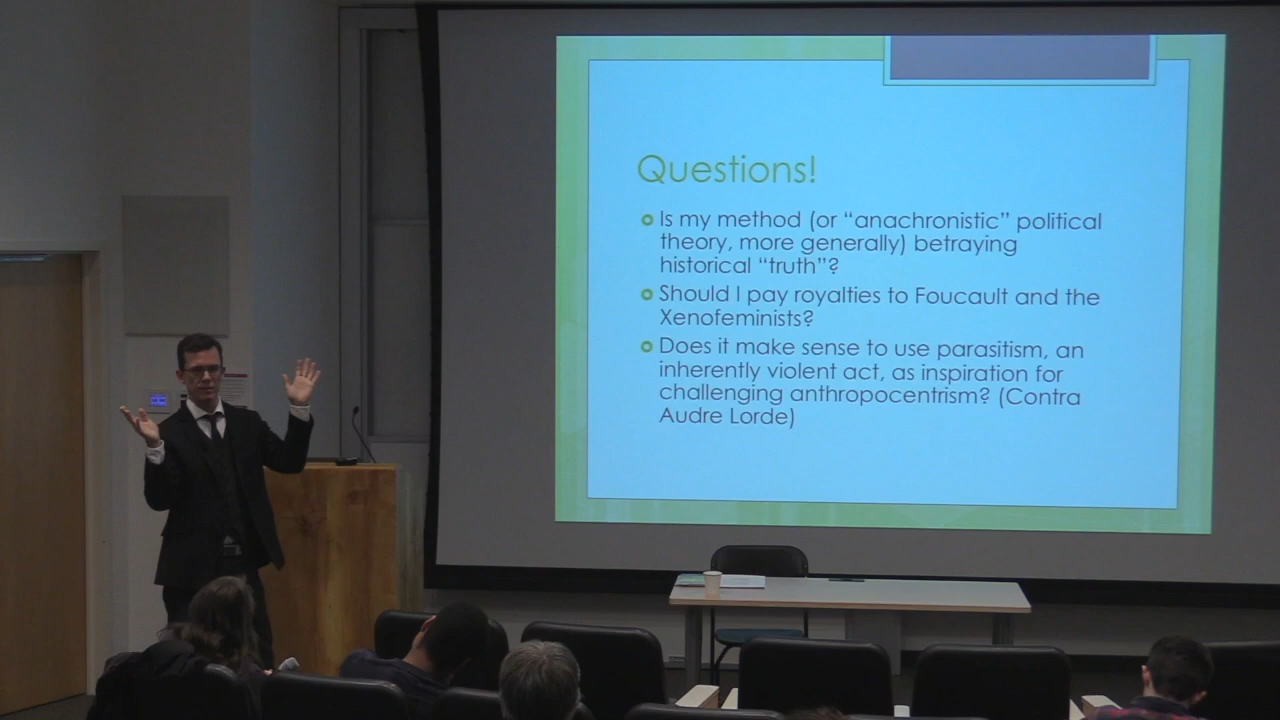 Questions!
Is my method (or “anachronistic” political
theory, more generally) betraying
historical “truth”?
Should I pay royalties to Foucault and the
Xenofeminists?
Does it make sense to use parasitism, an
inherently violent act, as inspiration for
challenging anthropocentrism? (Contra
Audre Lorde)